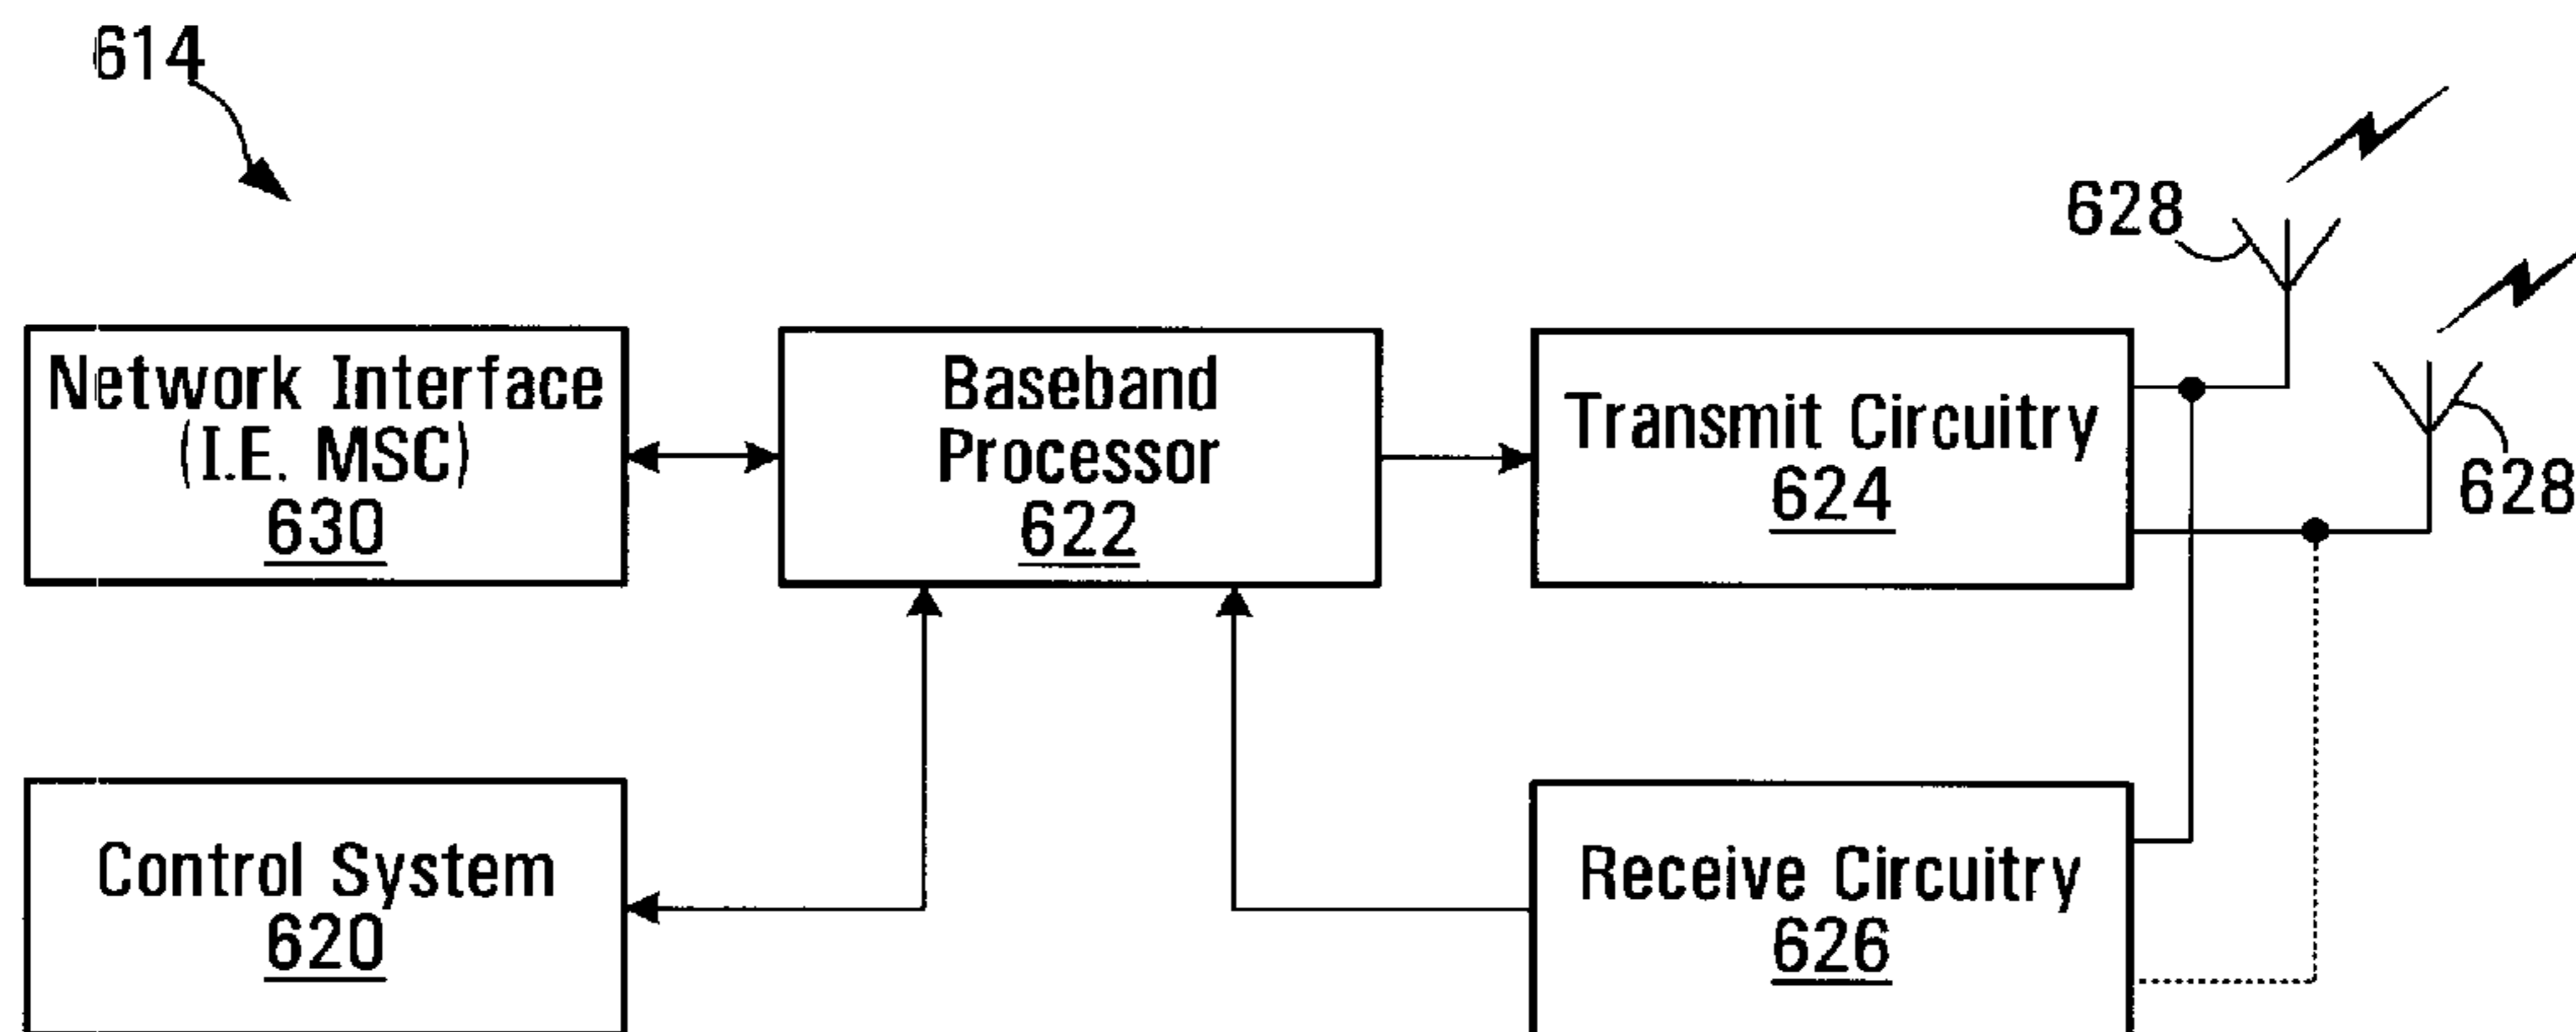 614
628
628
Network Interface
(I.E. MSC)
630
Baseband
Processor
622
Transmit Circuitry
624
Control System
620
Receive Circuitry
626